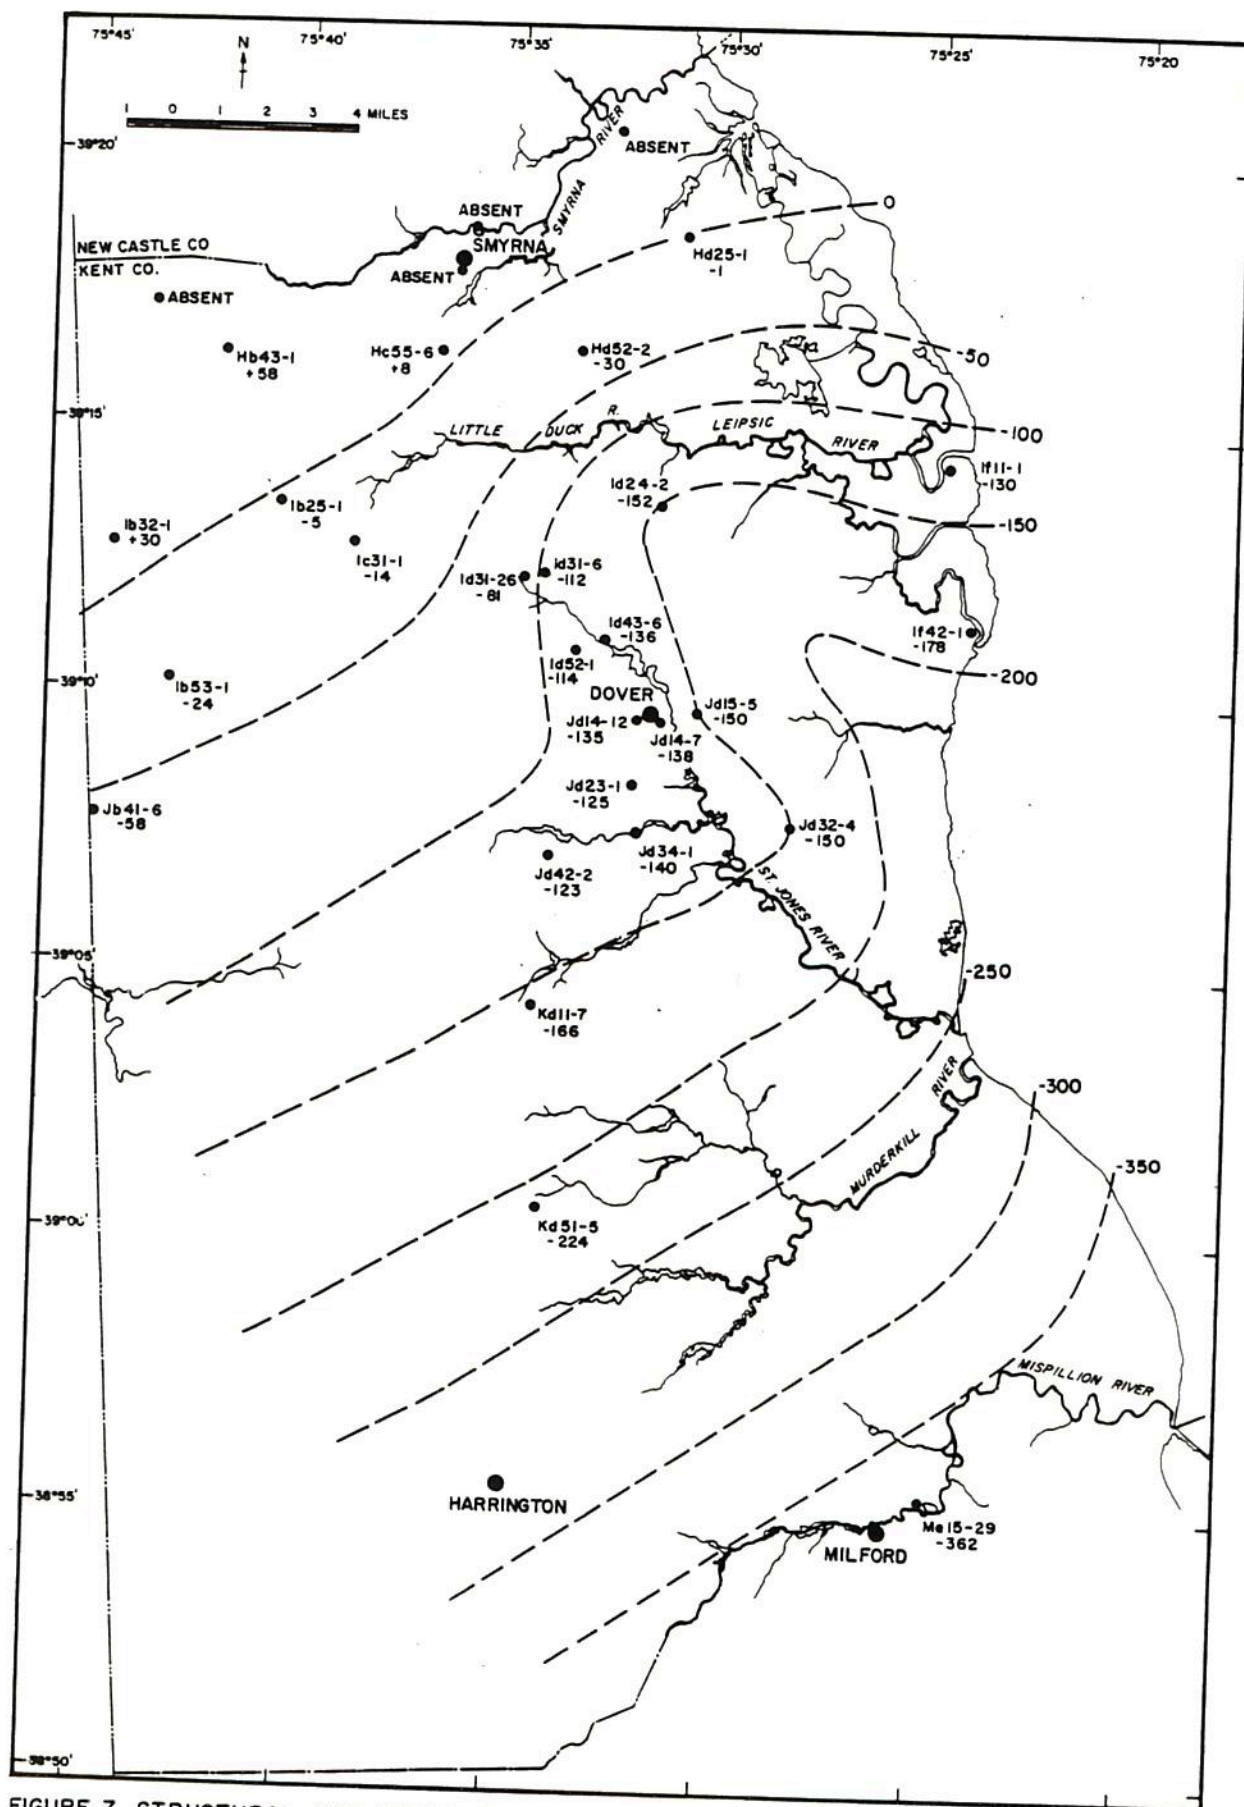 75°45' 75°40' 75°35' 75°30' 75°25' 75°20'
N
1 0 1 2 3 4 MILES
39°20'
RIVER
ABSENT
SMYRNA
ABSENT
SMYRNA
NEW CASTLE CO
KENT CO.
ABSENT
ABSENT
0
Hd25-1
-1
Hb43-1
+58
Hc55-6
+8
Hd52-2
-30
-50
39°15'
LITTLE DUCK R. LEIPSIC RIVER
-100
If11-1
-130
Id24-2
-152
-150
Ib25-1
-5
Ib32-1
+30
Ic31-1
-14
Id31-26
-81
Id31-6
-112
Id43-6
-136
If42-1
-178
Id52-1
-114
-200
39°10'
Ib53-1
-24
DOVER
Jd15-5
-150
Jd14-12
-135
Jd14-7
-138
Jd23-1
-125
Jb41-6
-58
Jd32-4
-150
Jd34-1
-140
Jd42-2
-123
ST. JONES RIVER
39°05'
-250
Kd11-7
-166
RIVER
MURDERKILL
-300
-350
39°00'
Kd51-5
-224
MISPILLION RIVER
38°55'
HARRINGTON
Me15-29
-362
MILFORD
38°50'